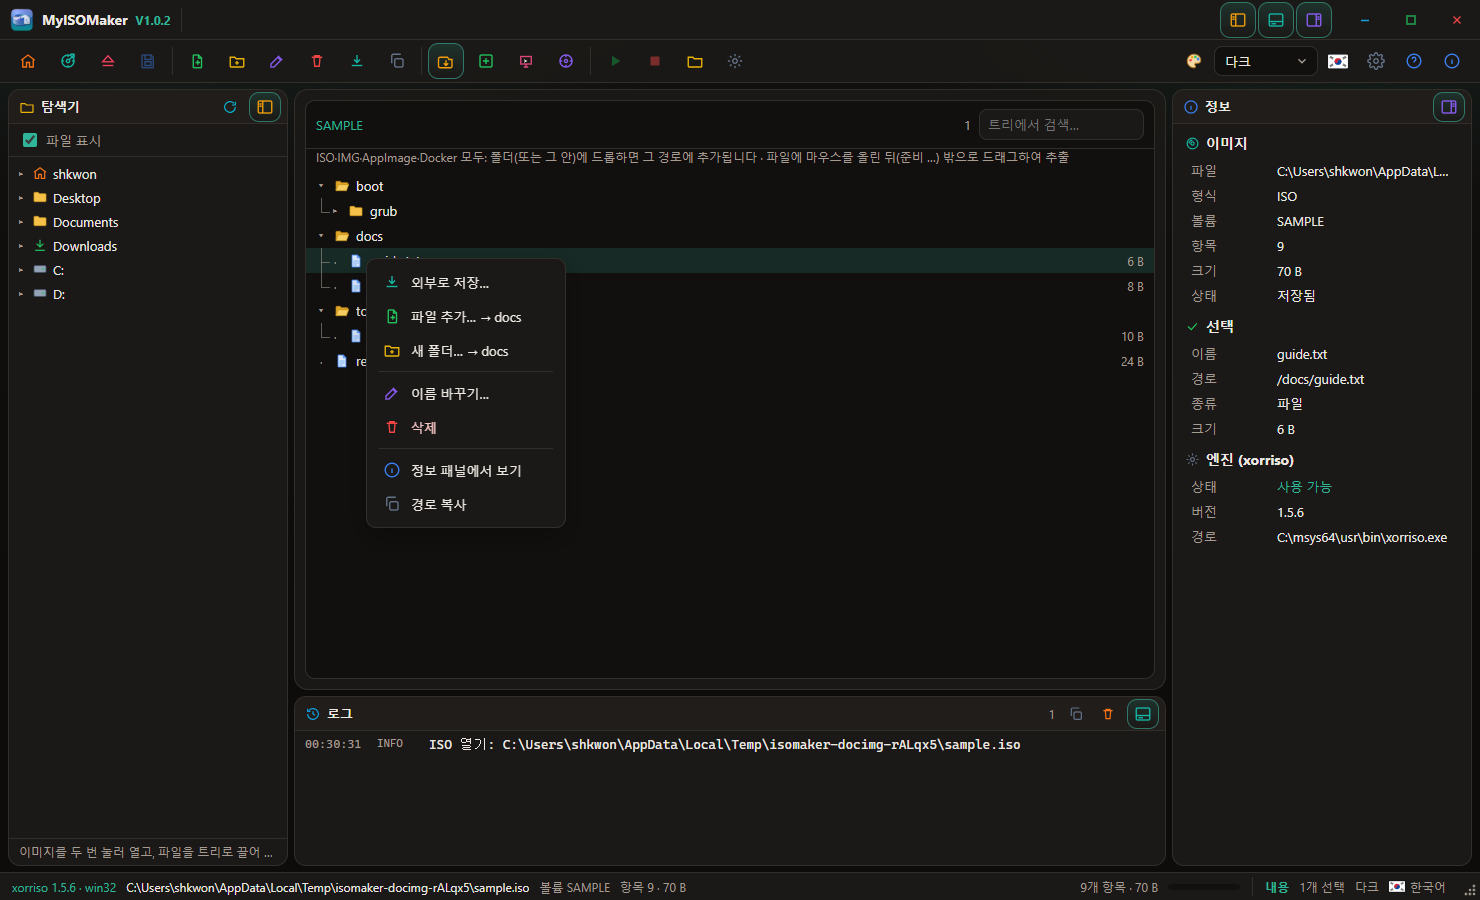 MyISOMaker V1.0.2
다크
탐색기
파일 표시
shkwon
Desktop
Documents
Downloads
C:
D:
이미지를 두 번 눌러 열고, 파일을 트리로 끌어 ...
SAMPLE
1
트리에서 검색...
ISO·IMG·AppImage·Docker 모두: 폴더(또는 그 안)에 드롭하면 그 경로에 추가됩니다 · 파일에 마우스를 올린 뒤(준비 ...) 밖으로 드래그하여 추출
boot
grub
docs
6 B
8 B
to
10 B
re
24 B
외부로 저장...
파일 추가... → docs
새 폴더... → docs
이름 바꾸기...
삭제
정보 패널에서 보기
경로 복사
로그
1
00:30:31 INFO ISO 열기: C:\Users\shkwon\AppData\Local\Temp\isomaker-docimg-rALqx5\sample.iso
정보
이미지
파일 C:\Users\shkwon\AppData\L...
형식 ISO
볼륨 SAMPLE
항목 9
크기 70 B
상태 저장됨
선택
이름 guide.txt
경로 /docs/guide.txt
종류 파일
크기 6 B
엔진 (xorriso)
상태 사용 가능
버전 1.5.6
경로 C:\msys64\usr\bin\xorriso.exe
xorriso 1.5.6 · win32 C:\Users\shkwon\AppData\Local\Temp\isomaker-docimg-rALqx5\sample.iso 볼륨 SAMPLE 항목 9 · 70 B
9개 항목 · 70 B 내용 1개 선택 다크 한국어